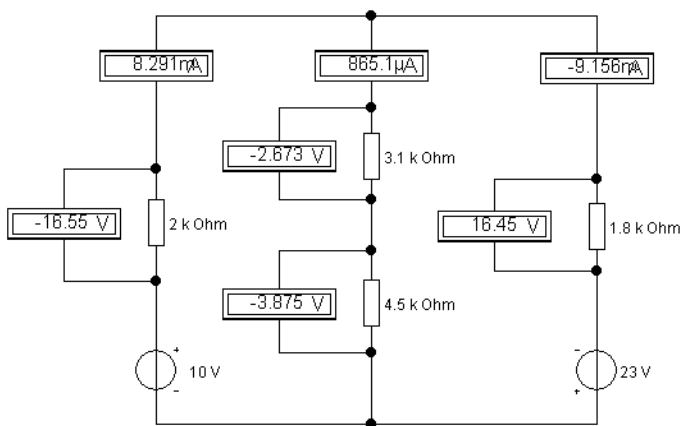 8.291mA
865.1µA
-9.156mA
-2.673 V
3.1 k Ohm
-16.55 V
2 k Ohm
16.45 V
1.8 k Ohm
-3.875 V
4.5 k Ohm
+
10 V
-
-
23 V
+